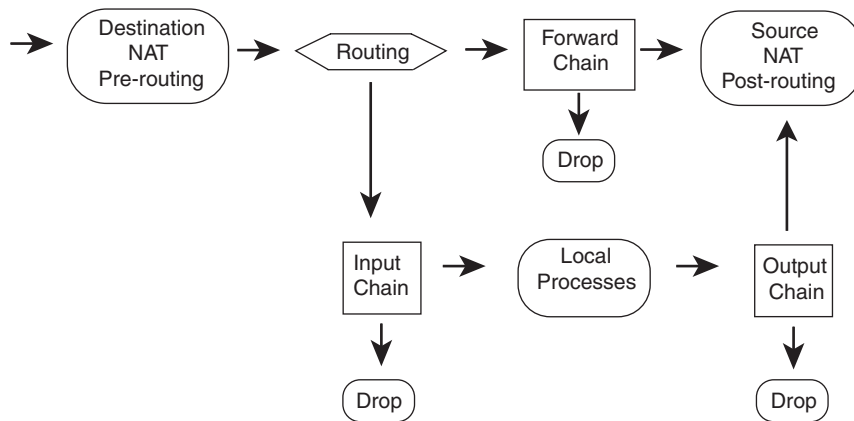 Destination
NAT
Pre-routing
Routing
Forward
Chain
Source
NAT
Post-routing
Drop
Input
Chain
Local
Processes
Output
Chain
Drop
Drop